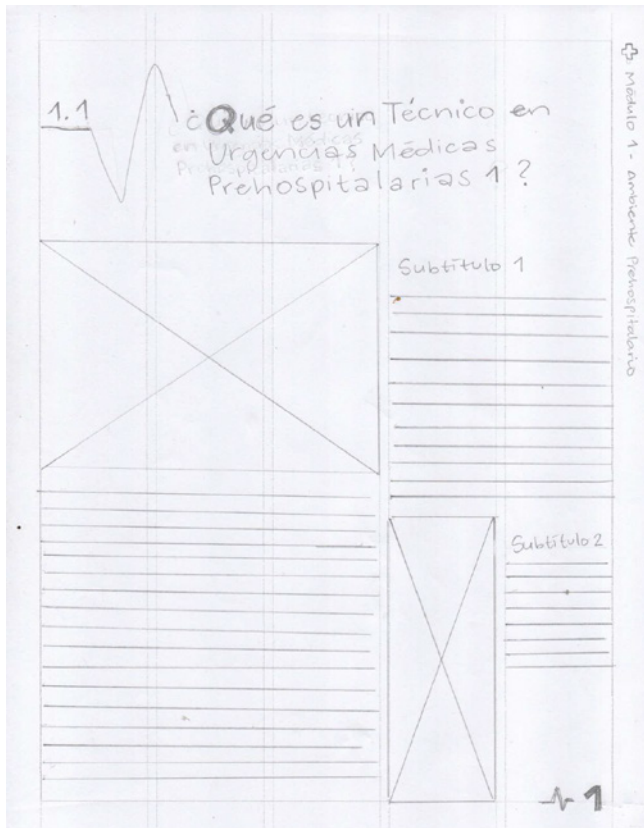 1.1
¿Qué es un Técnico en
Urgencias Médicas
Prehospitalarias 1?
Módulo 1 - Ambiente Prehospitalario
Subtítulo 1
Subtítulo 2
1